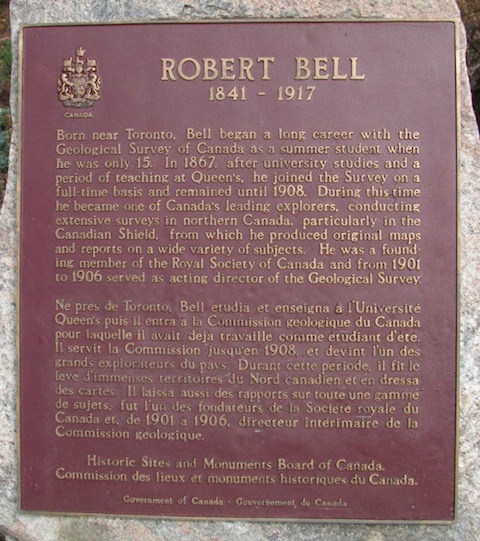 CANADA
ROBERT BELL
1841 - 1917
Born near Toronto, Bell began a long career with the
Geological Survey of Canada as a summer student when
he was only 15. In 1867, after university studies and a
period of teaching at Queen's, he joined the Survey on a
full-time basis and remained until 1908. During this time
he became one of Canada's leading explorers, conducting
extensive surveys in northern Canada, particularly in the
Canadian Shield, from which he produced original maps
and reports on a wide variety of subjects. He was a found-
ing member of the Royal Society of Canada and from 1901
to 1906 served as acting director of the Geological Survey.
Né près de Toronto, Bell étudia et enseigna à l'Université
Queen's puis il entra à la Commission géologique du Canada
pour laquelle il avait déjà travaillé comme étudiant d'été.
Il servit la Commission jusqu'en 1908, et devint l'un des
grands explorateurs du pays. Durant cette période, il fit le
levé d'immenses territoires du Nord canadien et en dressa
des cartes. Il laissa aussi des rapports sur toute une gamme
de sujets, fut l'un des fondateurs de la Société royale du
Canada et, de 1901 à 1906, directeur intérimaire de la
Commission géologique.
Historic Sites and Monuments Board of Canada.
Commission des lieux et monuments historiques du Canada.
Government of Canada - Gouvernement du Canada